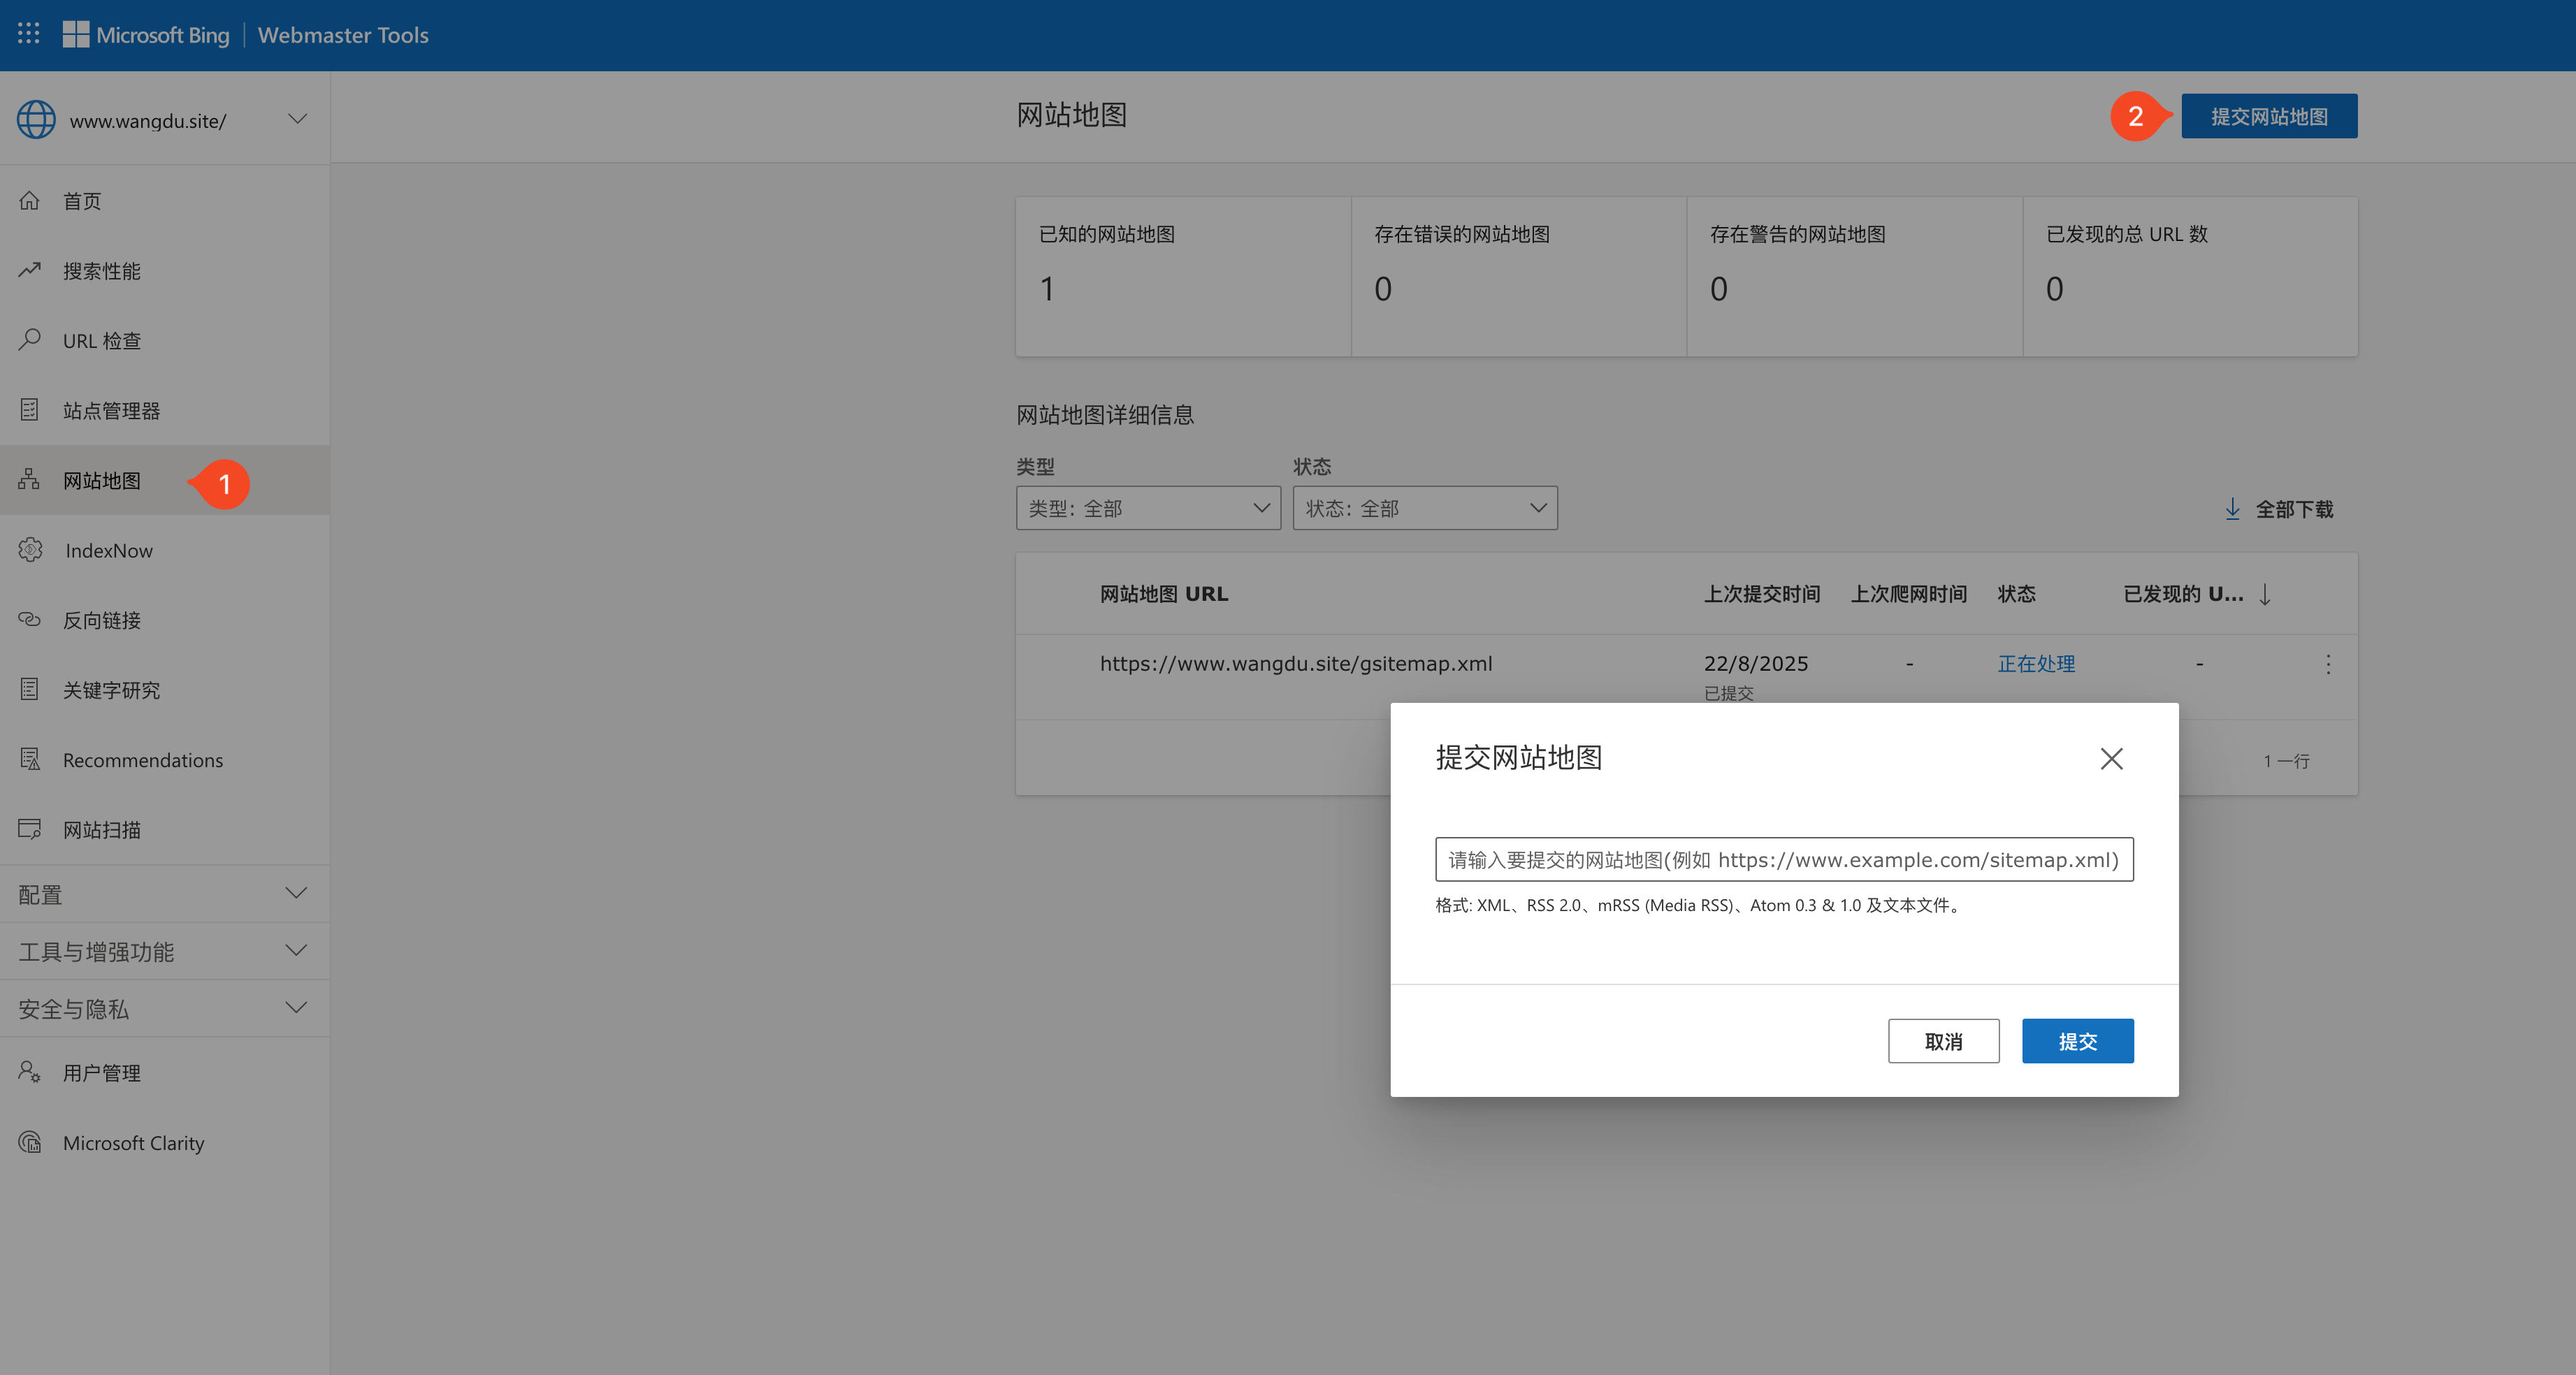 Microsoft Bing | Webmaster Tools
www.wangdu.site/
首页
搜索性能
URL 检查
站点管理器
网站地图
1
IndexNow
反向链接
关键字研究
Recommendations
网站扫描
配置
工具与增强功能
安全与隐私
用户管理
Microsoft Clarity
网站地图
2
提交网站地图
已知的网站地图 存在错误的网站地图 存在警告的网站地图 已发现的总 URL 数
1 0 0 0
网站地图详细信息
类型 状态
类型: 全部 状态: 全部 全部下载
网站地图 URL 上次提交时间 上次爬网时间 状态 已发现的 U...
https://www.wangdu.site/gsitemap.xml 22/8/2025 - 正在处理 -
已提交
1 一行
提交网站地图
请输入要提交的网站地图(例如 https://www.example.com/sitemap.xml)
格式: XML、RSS 2.0、mRSS (Media RSS)、Atom 0.3 & 1.0 及文本文件。
取消 提交